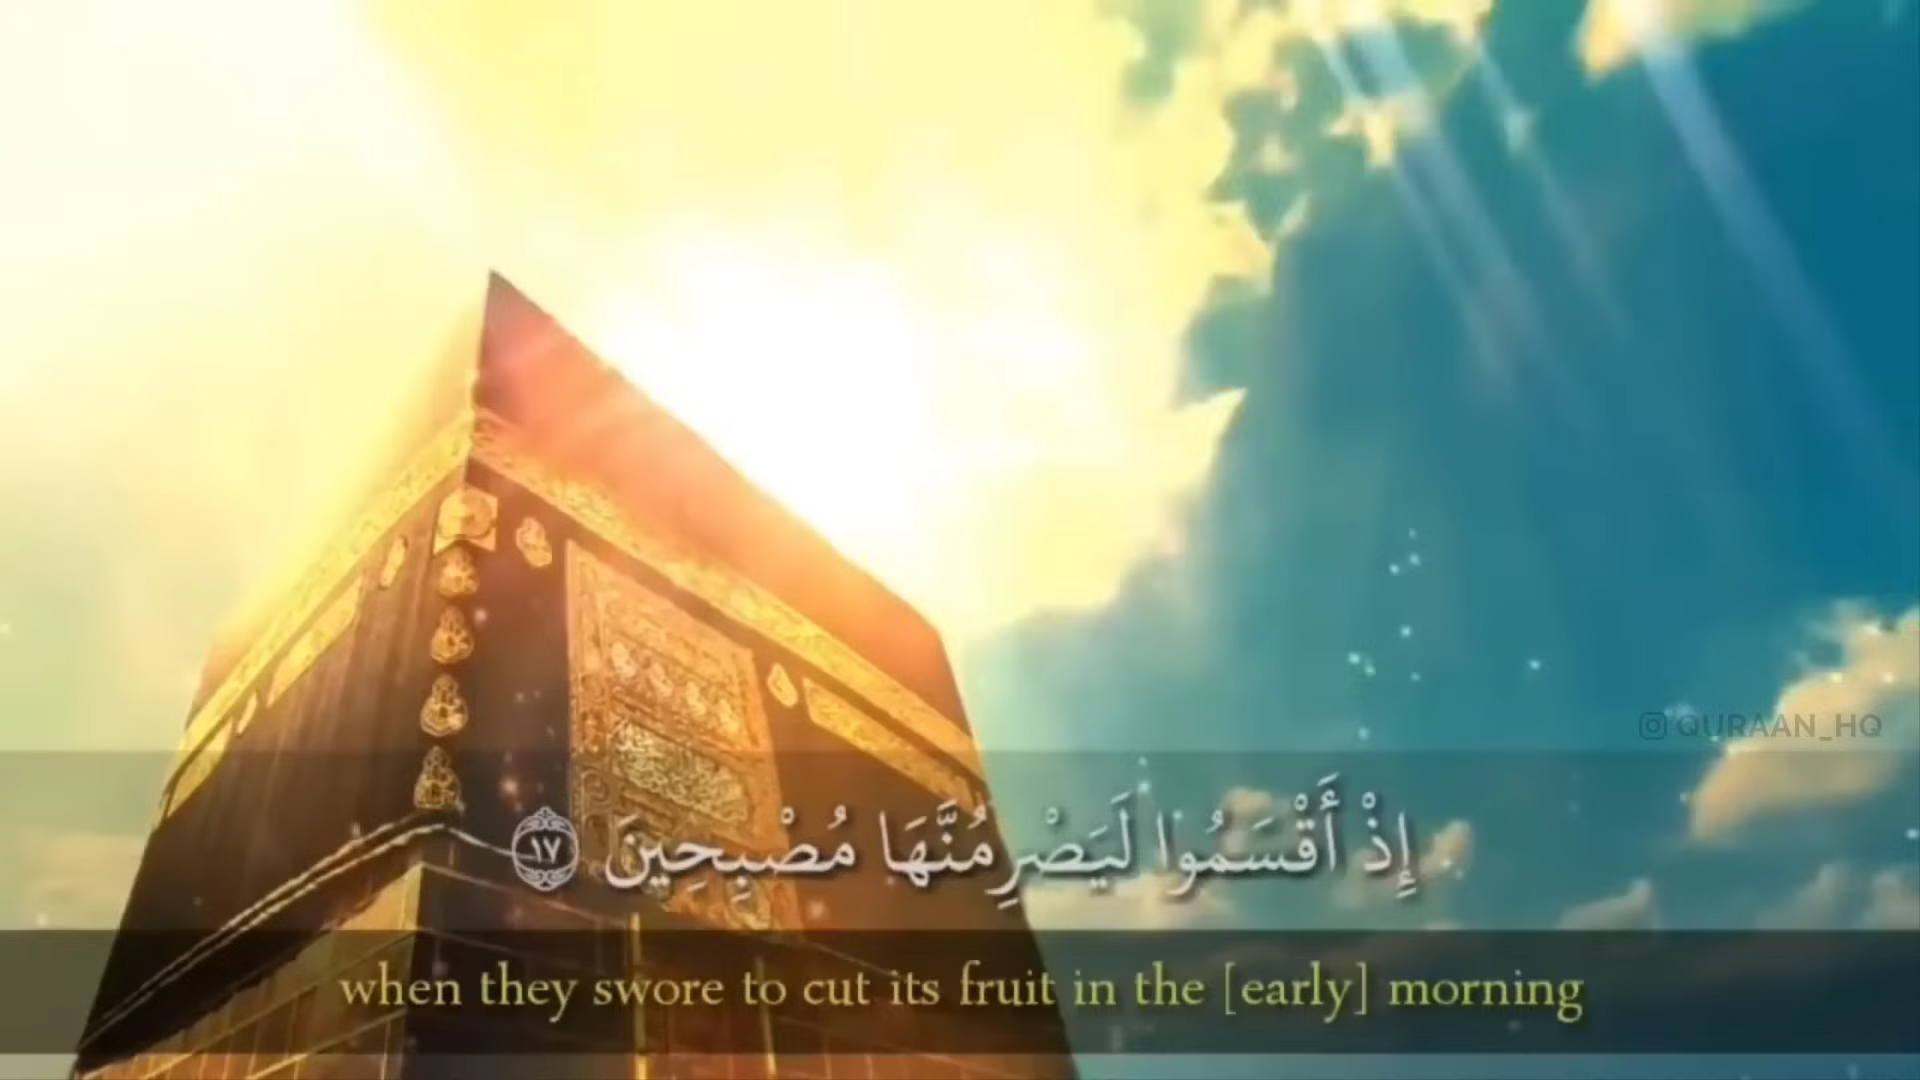 QURAAN_HQ
إِذْ أَقْسَمُوا لَيَصْرِمُنَّهَا مُصْبِحِينَ ١٧
when they swore to cut its fruit in the [early] morning